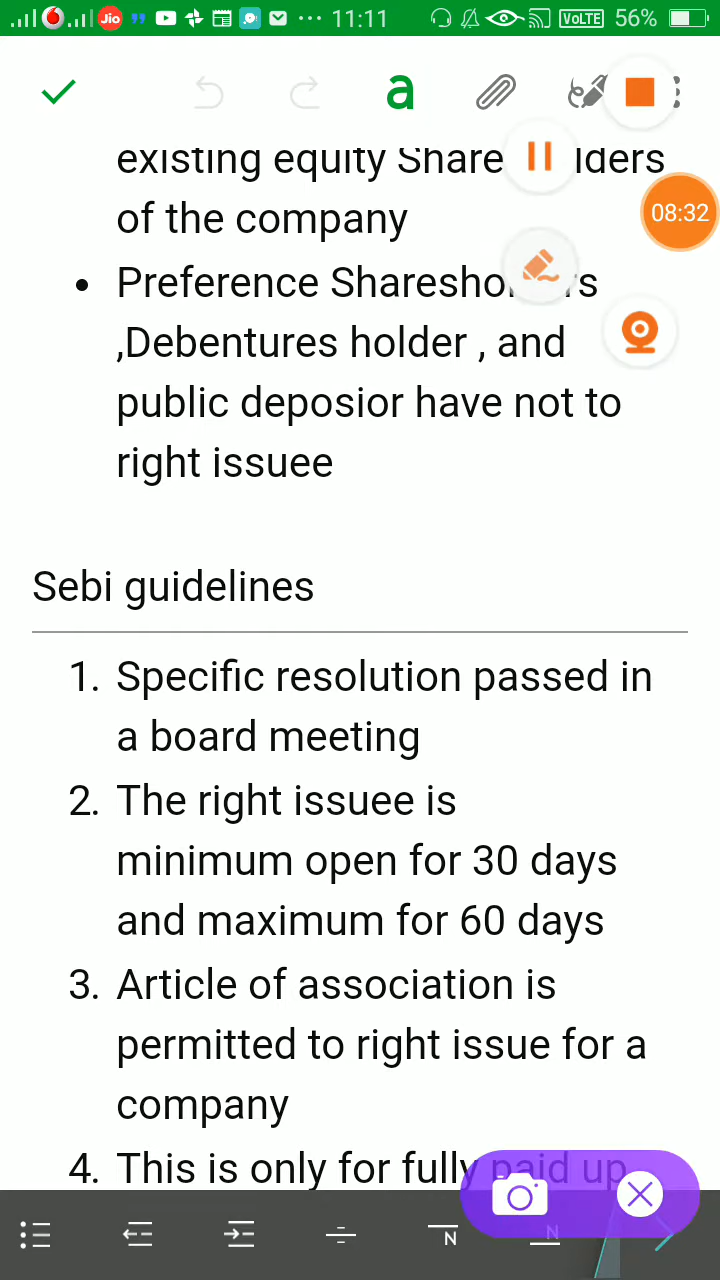 Jio 11:11 VoLTE 56%
a
existing equity Share lders
08:32
of the company
Preference
,Debentures holder , and
public deposior have not to
right issuee
Sebi guidelines
1. Specific resolution passed in
a board meeting
2. The right issuee is
minimum open for 30 days
and maximum for 60 days
3. Article of association is
permitted to right issue for a
company
4. This is only for fully paid up
N
N